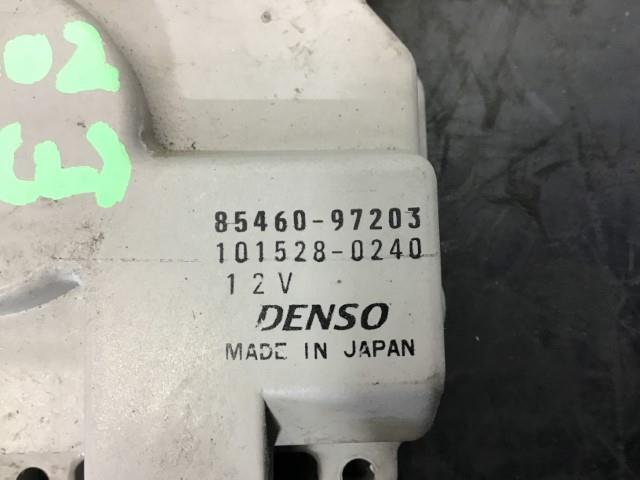 85460-97203
101528-0240
12V
DENSO
MADE IN JAPAN